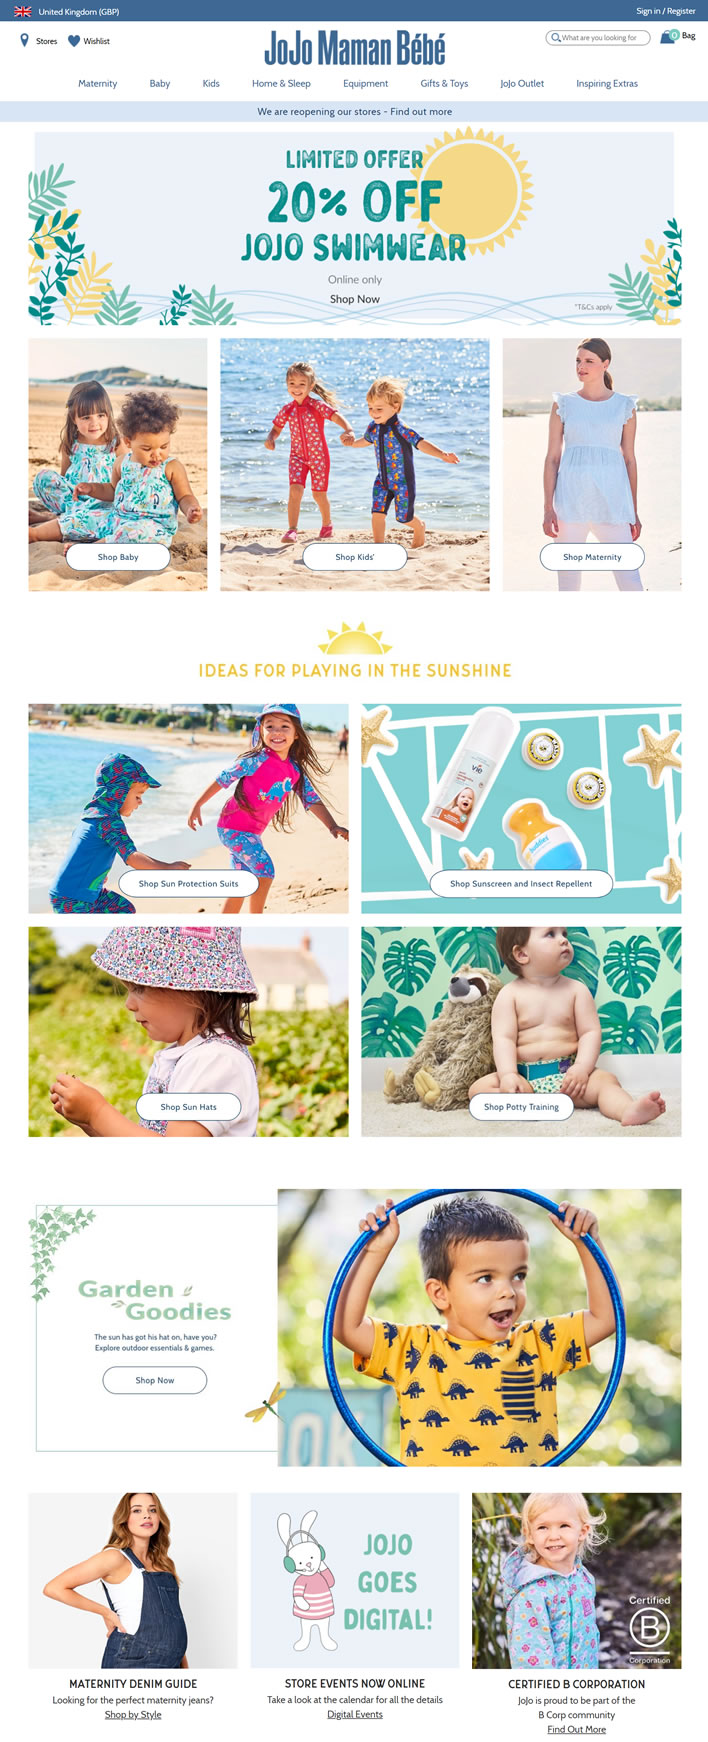 United Kingdom (GBP)
Sign in / Register
Stores
Wishlist
JoJo Maman Bébé
What are you looking for
0
Bag
Maternity
Baby
Kids
Home & Sleep
Equipment
Gifts & Toys
JoJo Outlet
Inspiring Extras
We are reopening our stores - Find out more
LIMITED OFFER
20% OFF
JOJO SWIMWEAR
Online only
Shop Now
*T&Cs apply
Shop Baby
Shop Kids'
Shop Maternity
IDEAS FOR PLAYING IN THE SUNSHINE
Shop Sun Protection Suits
vie
Shop Sunscreen and Insect Repellent
Shop Sun Hats
Shop Potty Training
Garden
Goodies
The sun has got his hat on, have you?
Explore outdoor essentials & games.
Shop Now
JOJO
GOES
DIGITAL!
Certified
B
Corporation
MATERNITY DENIM GUIDE
Looking for the perfect maternity jeans?
Shop by Style
STORE EVENTS NOW ONLINE
Take a look at the calendar for all the details
Digital Events
CERTIFIED B CORPORATION
JoJo is proud to be part of the
B Corp community
Find Out More